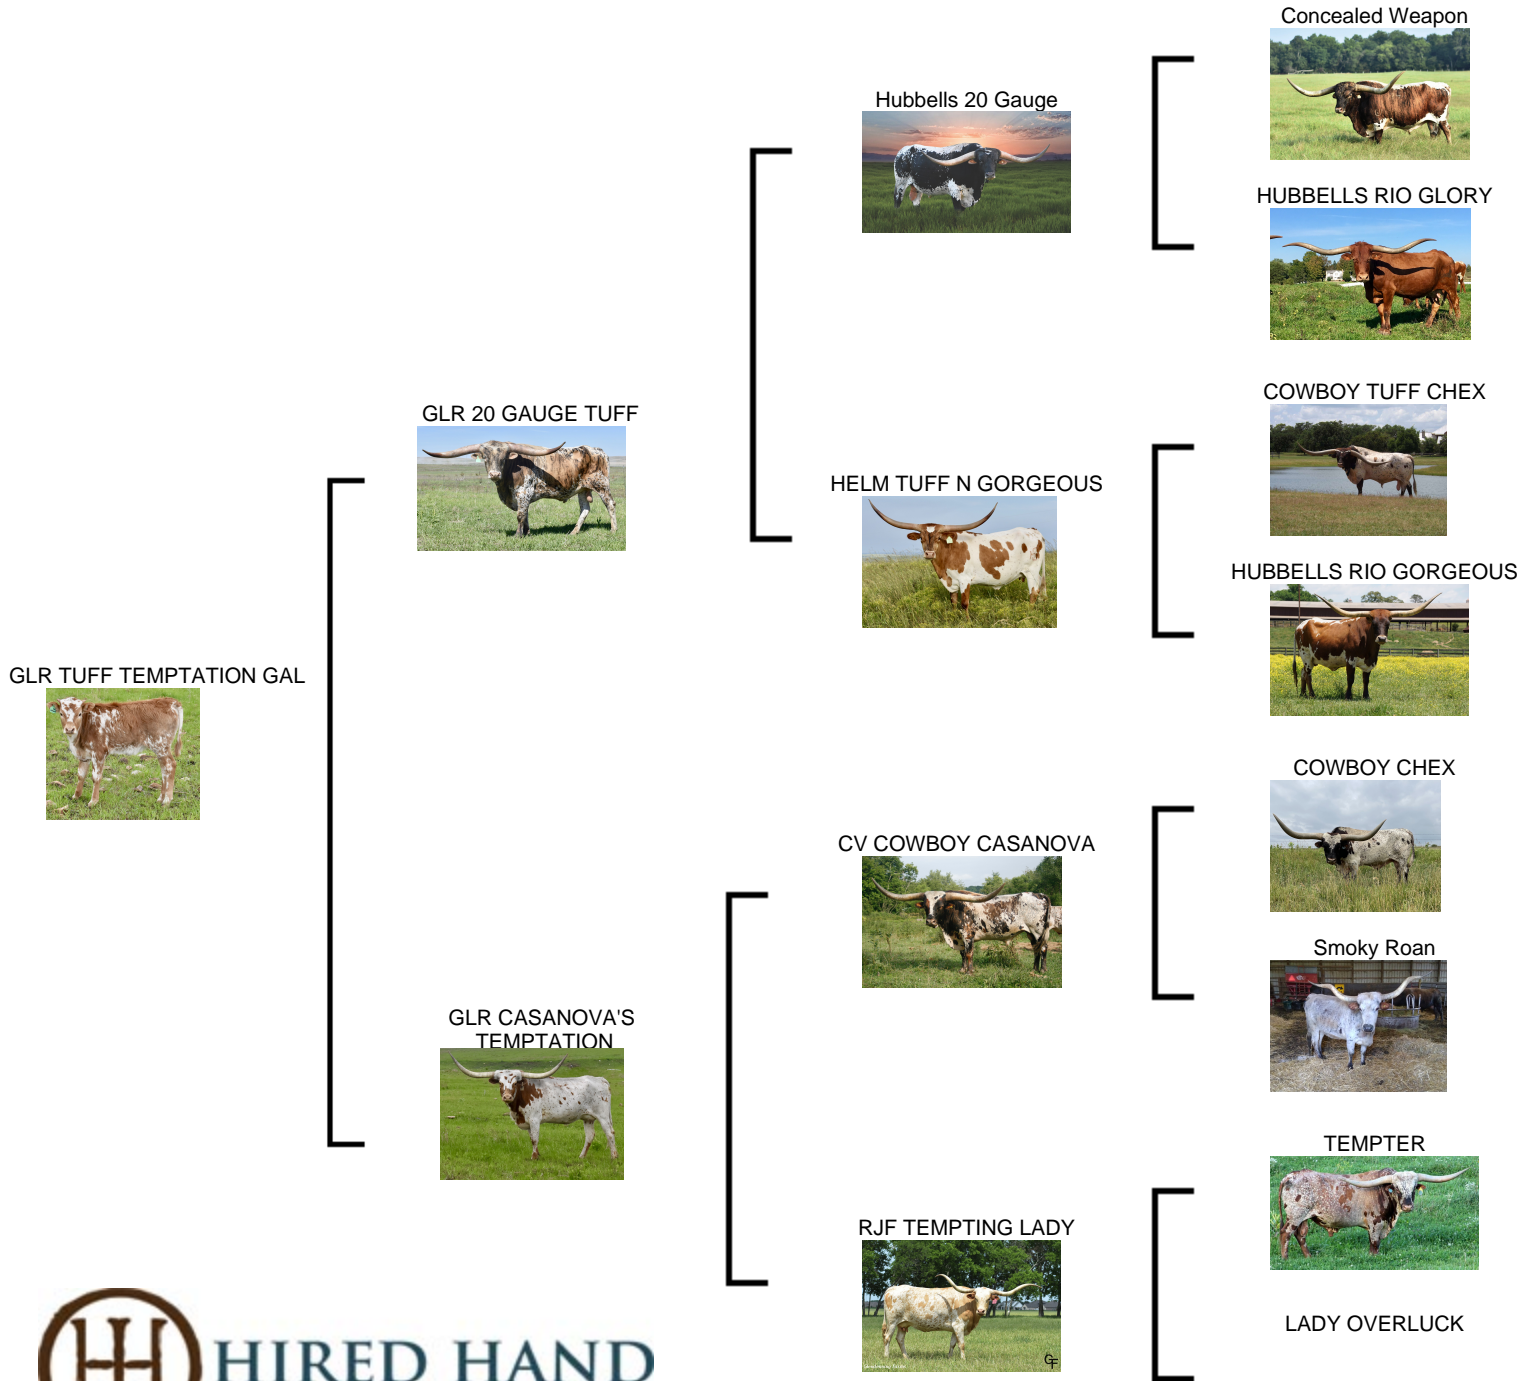 Concealed Weapon
Hubbells 20 Gauge
HUBBELLS RIO GLORY
GLR 20 GAUGE TUFF
COWBOY TUFF CHEX
HELM TUFF N GORGEOUS
HUBBELLS RIO GORGEOUS
GLR TUFF TEMPTATION GAL
COWBOY CHEX
CV COWBOY CASANOVA
Smoky Roan
GLR CASANOVA'S
TEMPTATION
TEMPTER
RJF TEMPTING LADY
LADY OVERLUCK
HIRED HAND